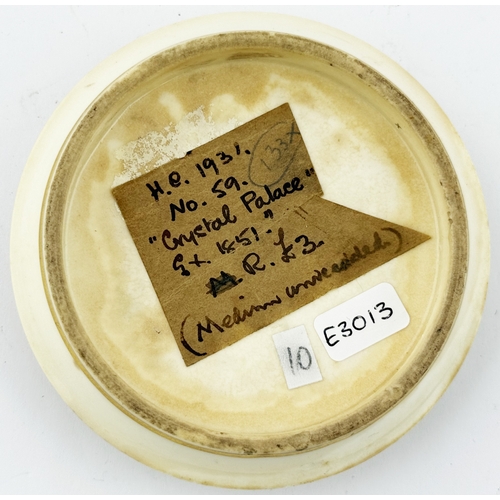 H.C. 1931.
133X
No. 59.
"Crystal Palace"
Ex. 1851."
R. £3.
(Medium unrecorded.)
10
E3013